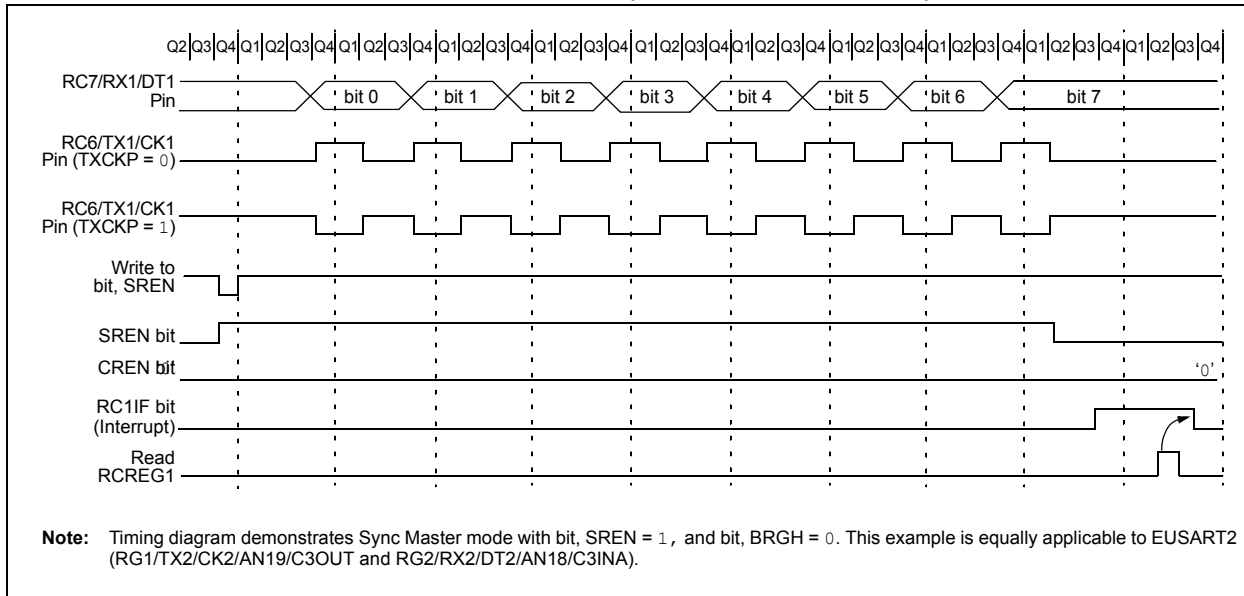 Q2 Q3 Q4 Q1 Q2 Q3 Q4 Q1 Q2 Q3 Q4 Q1 Q2 Q3 Q4 Q1 Q2 Q3 Q4 Q1 Q2 Q3 Q4 Q1 Q2 Q3 Q4 Q1 Q2 Q3 Q4 Q1 Q2 Q3 Q4 Q1 Q2 Q3 Q4 Q1 Q2 Q3 Q4
RC7/RX1/DT1
Pin
bit 0 bit 1 bit 2 bit 3 bit 4 bit 5 bit 6 bit 7
RC6/TX1/CK1
Pin (TXCKP = 0)
RC6/TX1/CK1
Pin (TXCKP = 1)
Write to
bit, SREN
SREN bit
CREN bit
‘0’
RC1IF bit
(Interrupt)
Read
RCREG1
Note: Timing diagram demonstrates Sync Master mode with bit, SREN = 1, and bit, BRGH = 0. This example is equally applicable to EUSART2
(RG1/TX2/CK2/AN19/C3OUT and RG2/RX2/DT2/AN18/C3INA).